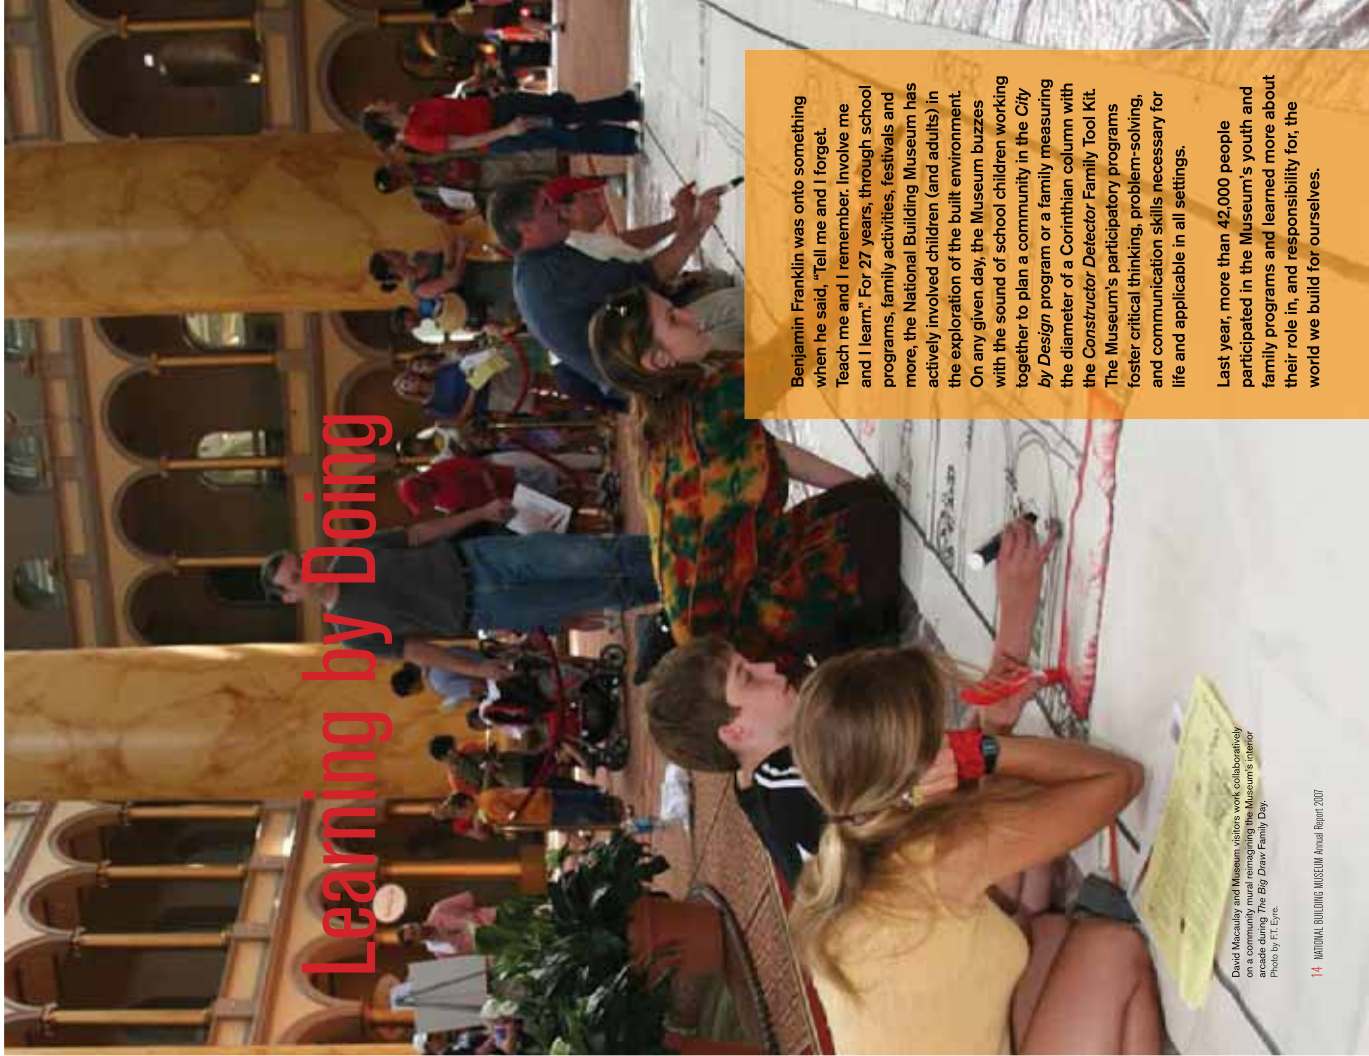 Learning by Doing
Benjamin Franklin was onto something
when he said, “Tell me and I forget.
Teach me and I remember. Involve me
and I learn.” For 27 years, through school
programs, family activities, festivals and
more, the National Building Museum has
actively involved children (and adults) in
the exploration of the built environment.
On any given day, the Museum buzzes
with the sound of school children working
together to plan a community in the City
by Design program or a family measuring
the diameter of a Corinthian column with
the Constructor Detector Family Tool Kit.
The Museum’s participatory programs
foster critical thinking, problem-solving,
and communication skills necessary for
life and applicable in all settings.
Last year, more than 42,000 people
participated in the Museum’s youth and
family programs and learned more about
their role in, and responsibility for, the
world we build for ourselves.
David Macaulay and Museum visitors work collaboratively
on a community mural reimagining the Museum’s interior
arcade during The Big Draw Family Day.
Photo by F.T. Eyre.
14 NATIONAL BUILDING MUSEUM Annual Report 2007